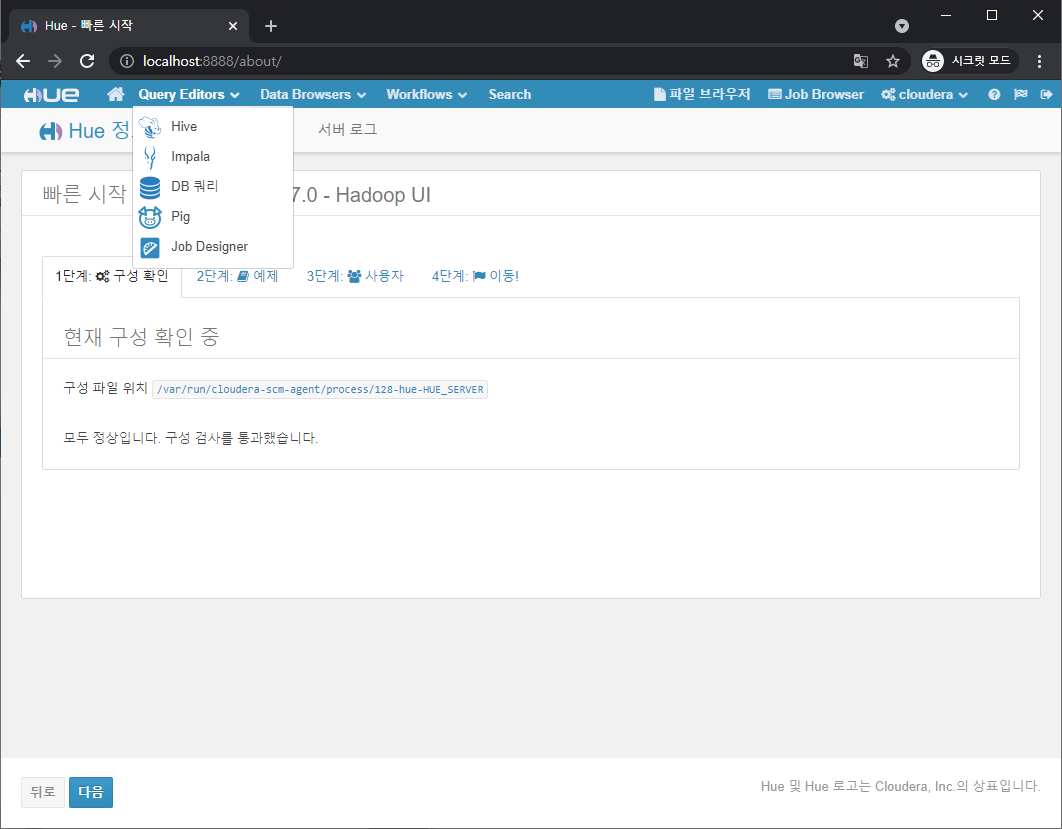 Hue - 빠른 시작
localhost:8888/about/
시크릿 모드
HUE Query Editors Data Browsers Workflows Search 파일 브라우저 Job Browser cloudera
Hue 정
서버 로그
Hive
Impala
DB 쿼리
Pig
Job Designer
빠른 시작 7.0 - Hadoop UI
1단계: 구성 확인 2단계: 예제 3단계: 사용자 4단계: 이동!
현재 구성 확인 중
구성 파일 위치 /var/run/cloudera-scm-agent/process/128-hue-HUE_SERVER
모두 정상입니다. 구성 검사를 통과했습니다.
뒤로 다음
Hue 및 Hue 로고는 Cloudera, Inc.의 상표입니다.